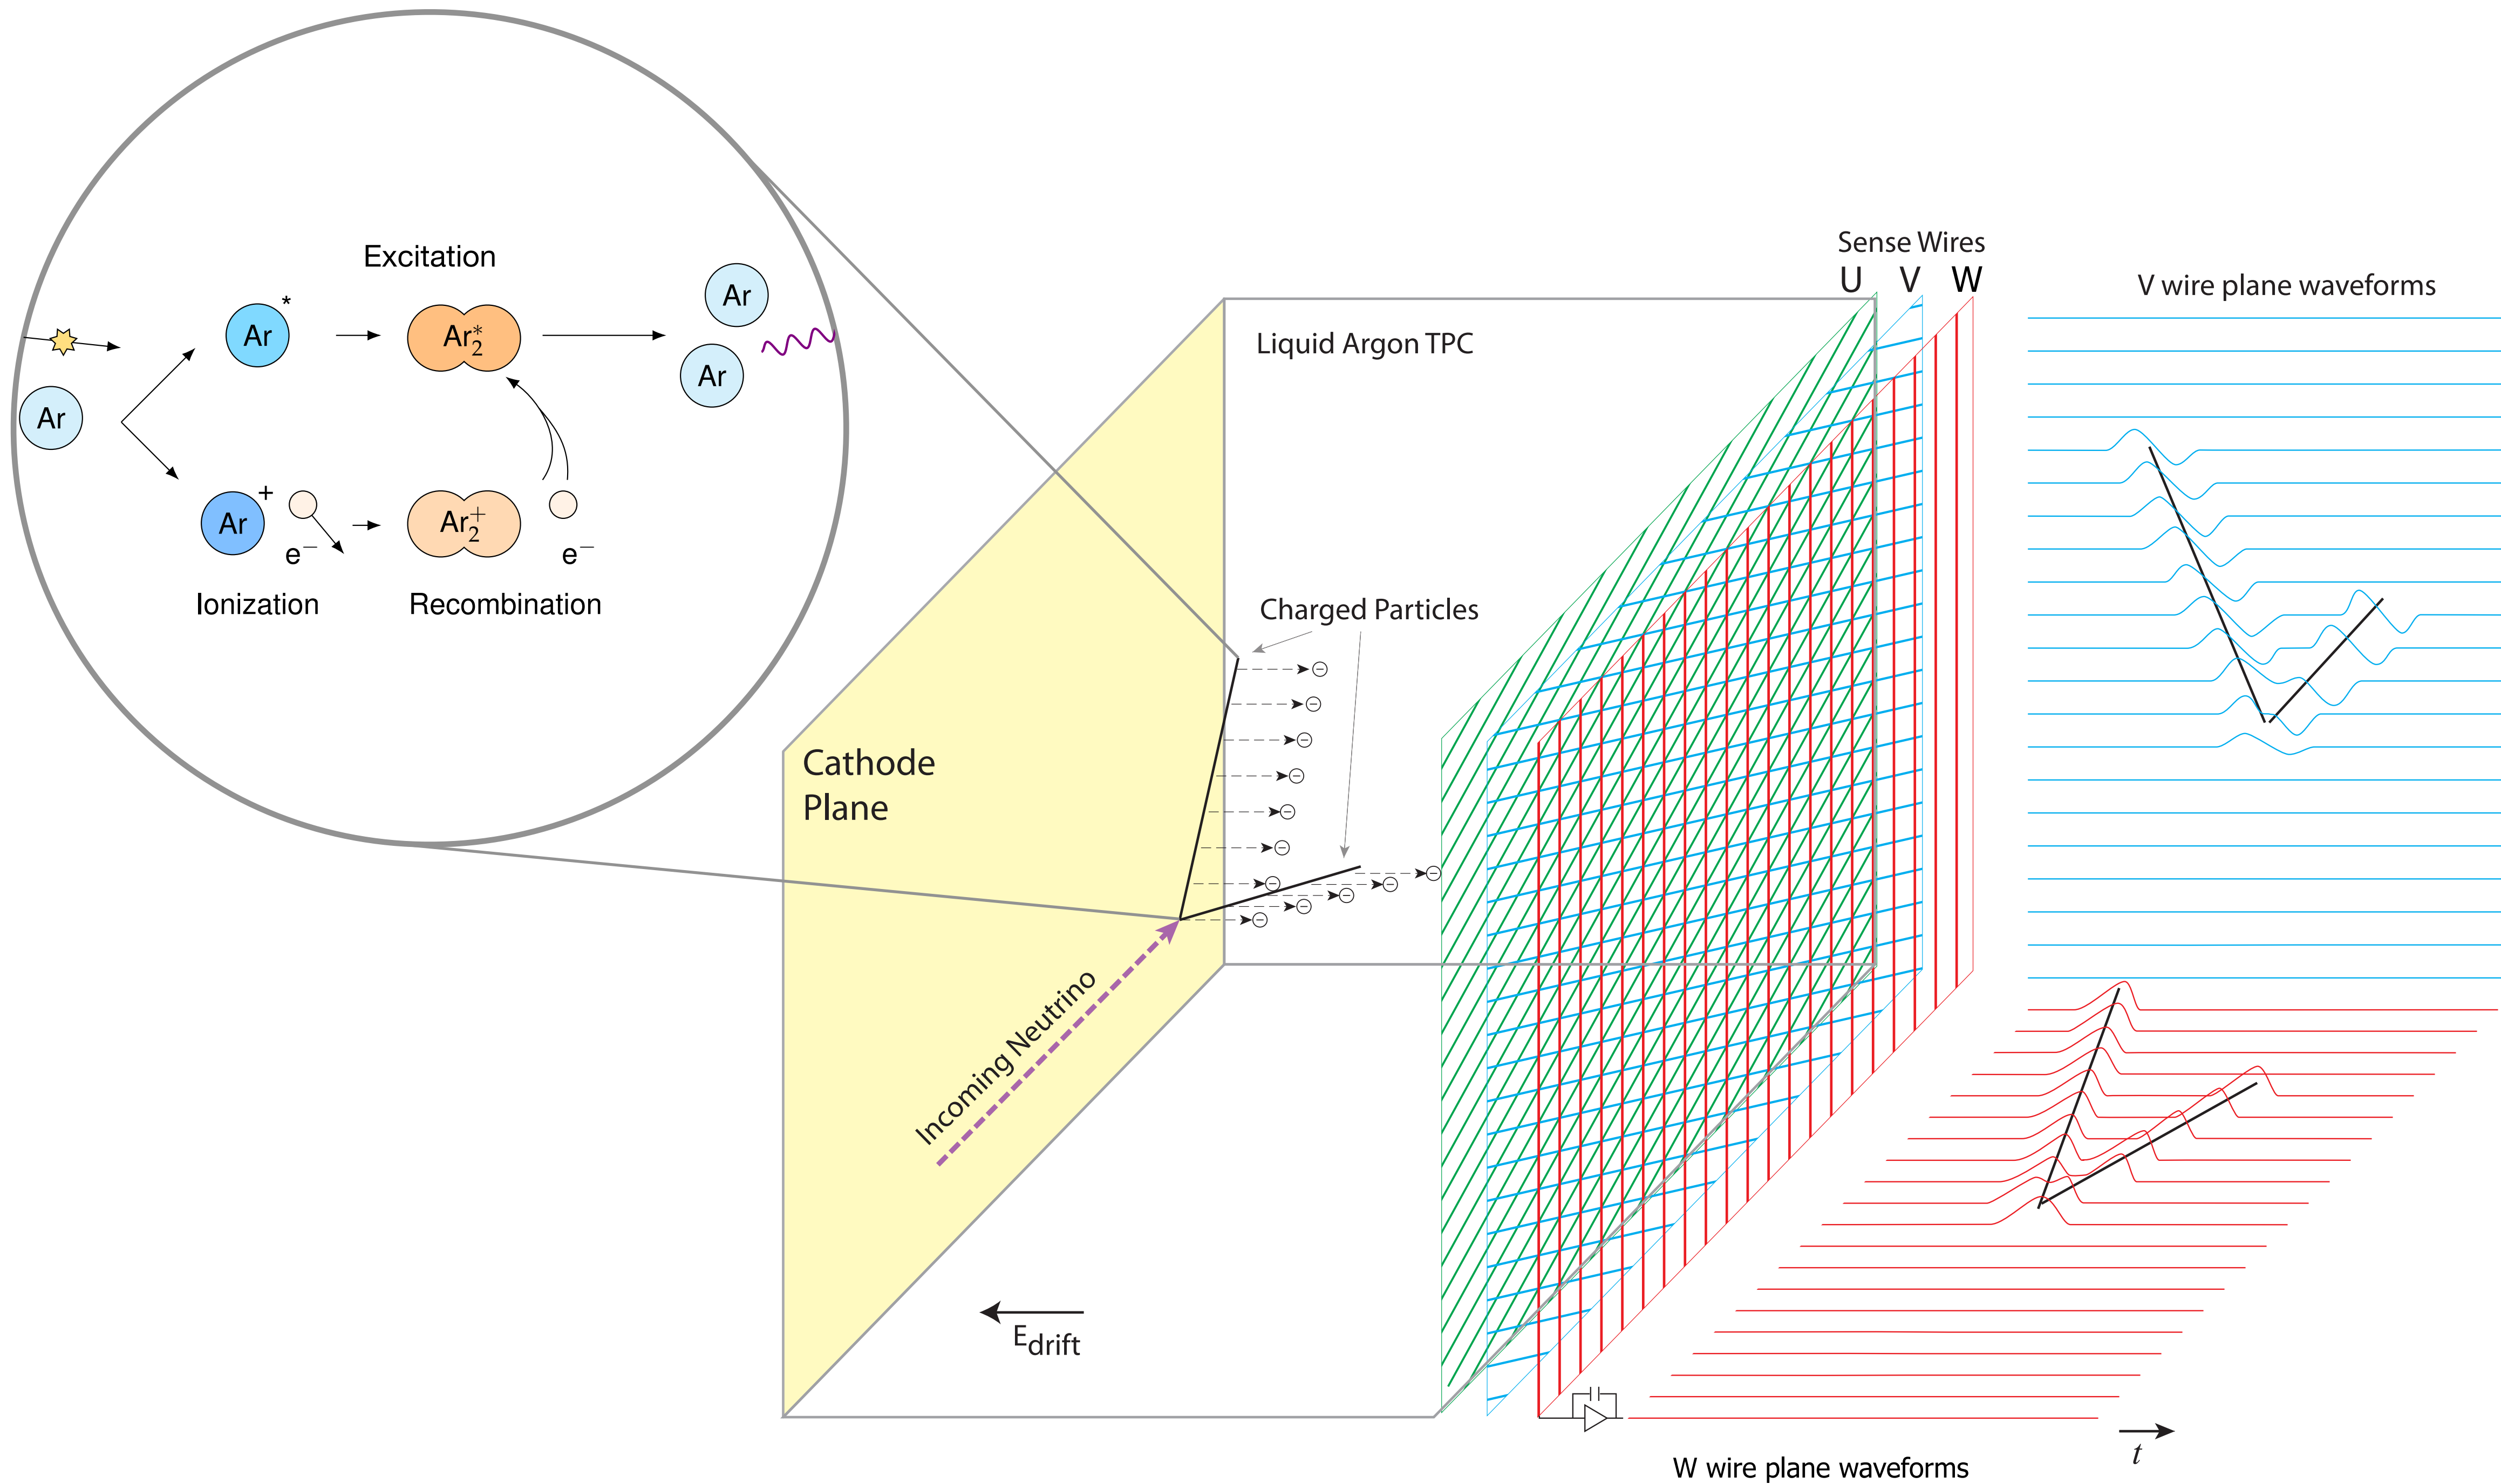 Excitation
Ar
Ar
*
Ar₂*
Ar
Ar
Ar
+
e⁻
Ar₂⁺
e⁻
Ionization
Recombination
Sense Wires
U V W
V wire plane waveforms
Liquid Argon TPC
Charged Particles
Cathode
Plane
Incoming Neutrino
Edrift
t
W wire plane waveforms